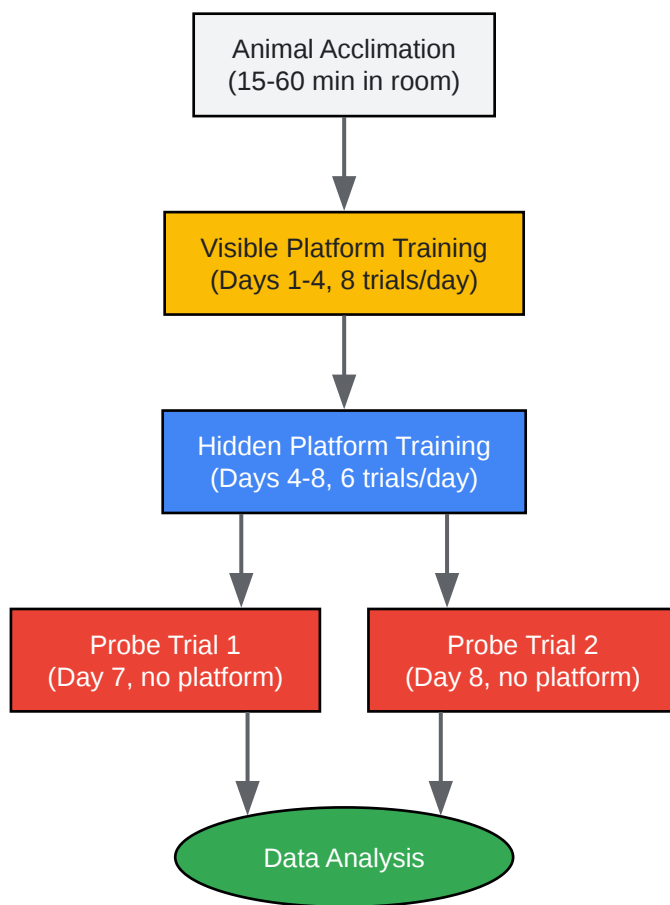 Animal Acclimation
(15-60 min in room)
Visible Platform Training
(Days 1-4, 8 trials/day)
Hidden Platform Training
(Days 4-8, 6 trials/day)
Probe Trial 1
(Day 7, no platform)
Probe Trial 2
(Day 8, no platform)
Data Analysis